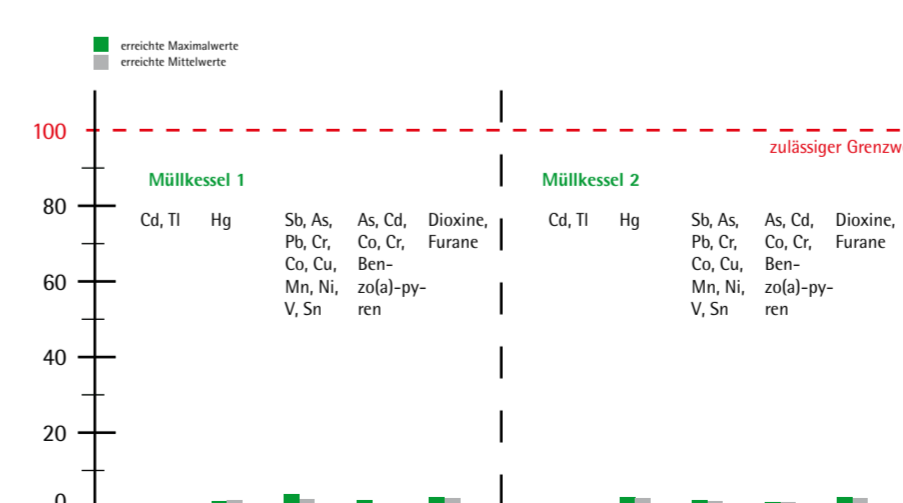 erreichte Maximalwerte
erreichte Mittelwerte
100
zulässiger
Müllkessel 1
Müllkessel 2
80
Cd, Tl
Hg
Sb, As,
Pb, Cr,
Co, Cu,
Mn, Ni,
V, Sn
As, Cd,
Co, Cr,
Ben-
zo(a)-py-
ren
Dioxine,
Furane
Cd, Tl
Hg
Sb, As,
Pb, Cr,
Co, Cu,
Mn, Ni,
V, Sn
As, Cd,
Co, Cr,
Ben-
zo(a)-py-
ren
Dioxine,
Furane
60
40
20
0